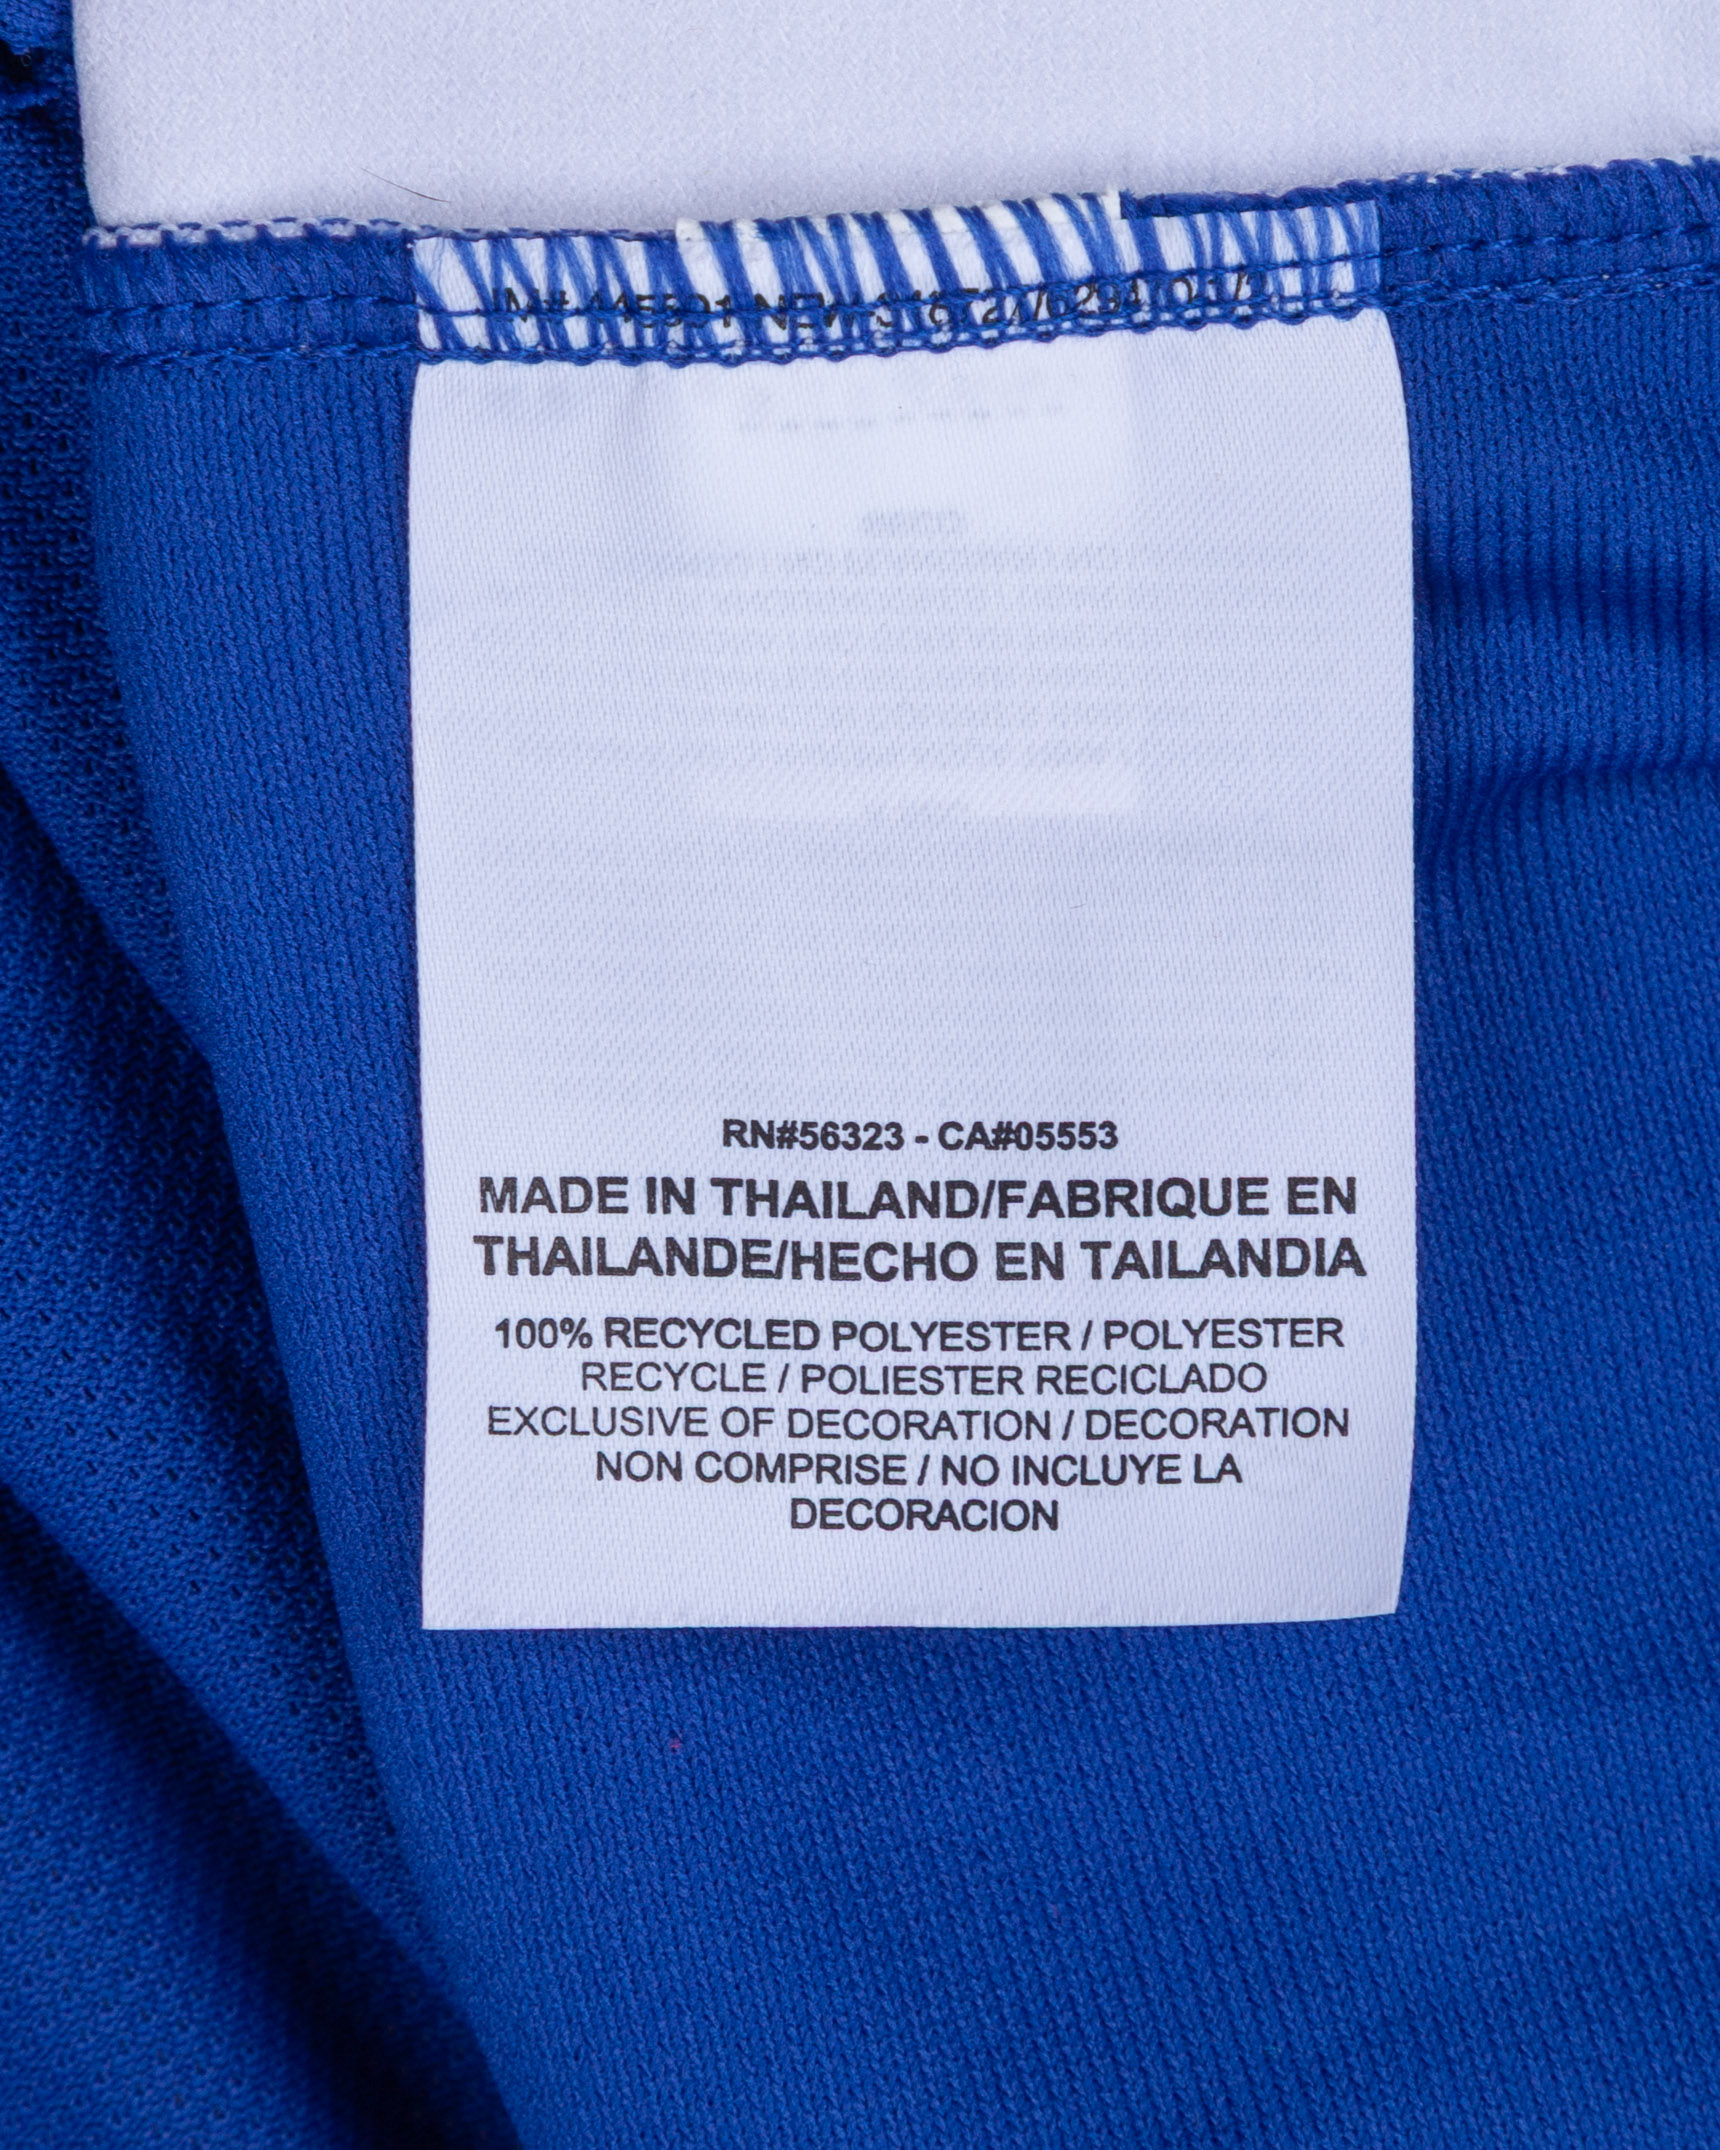 RN#56323 - CA#05553
MADE IN THAILAND/FABRIQUE EN
THAILANDE/HECHO EN TAILANDIA
100% RECYCLED POLYESTER / POLYESTER
RECYCLE / POLIESTER RECICLADO
EXCLUSIVE OF DECORATION / DECORATION
NON COMPRISE / NO INCLUYE LA
DECORACION